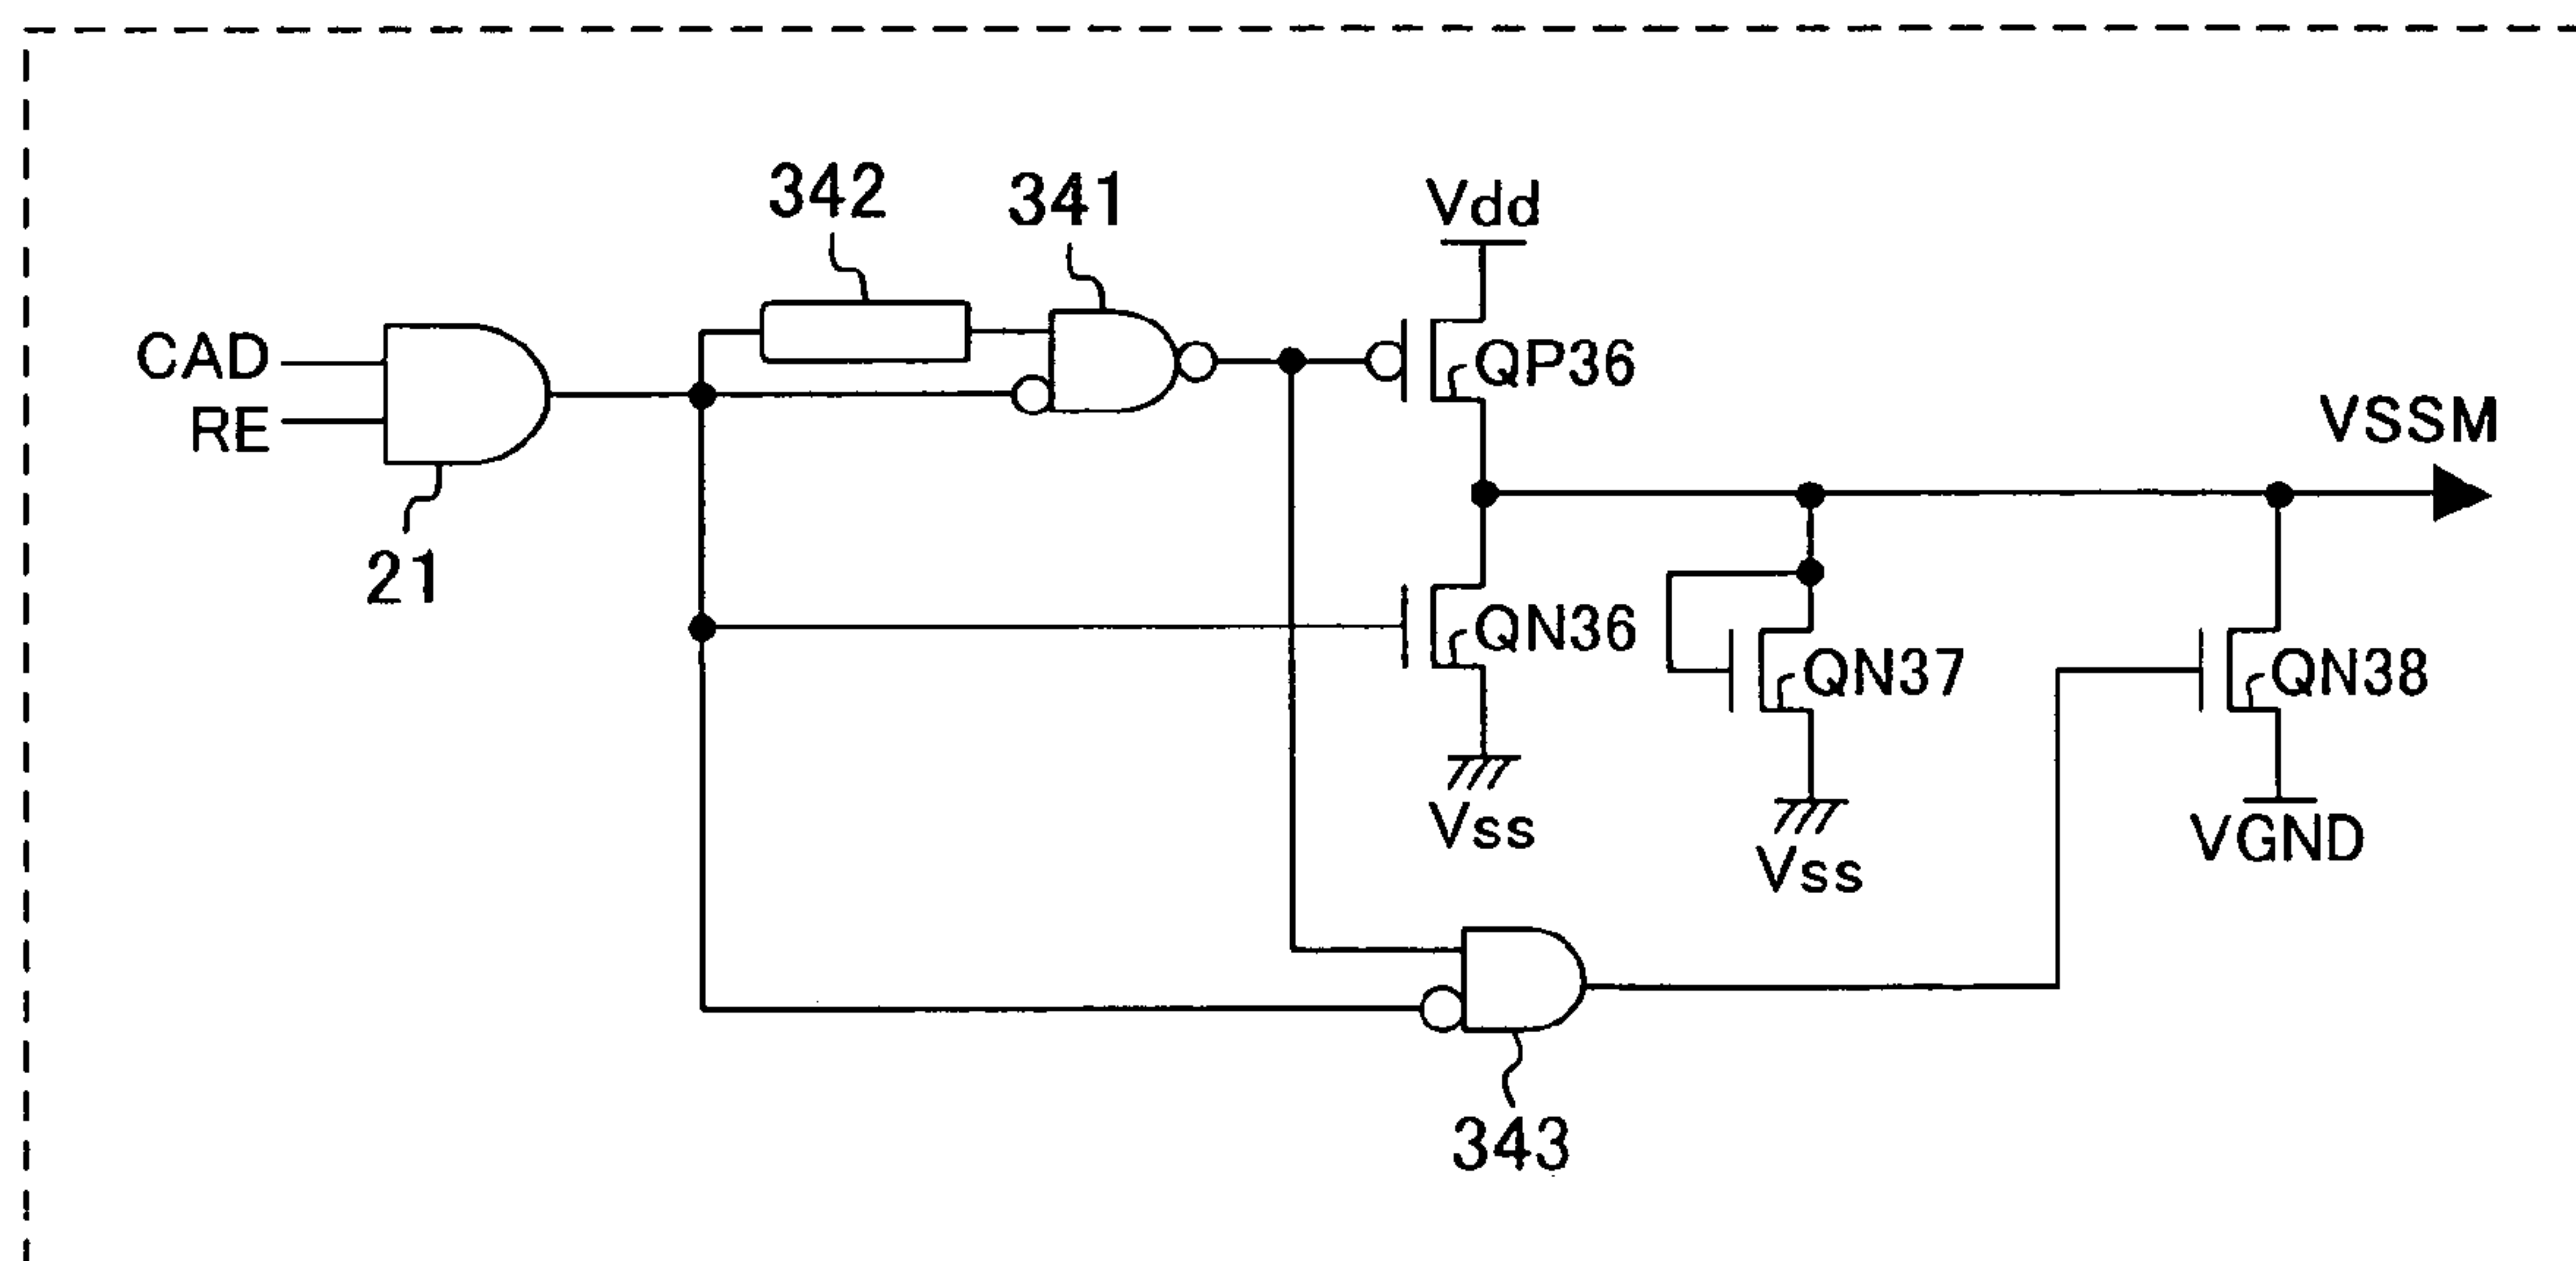 342
341
Vdd
CAD
RE
QP36
VSSM
21
QN36
QN37
QN38
Vss
Vss
VGND
343